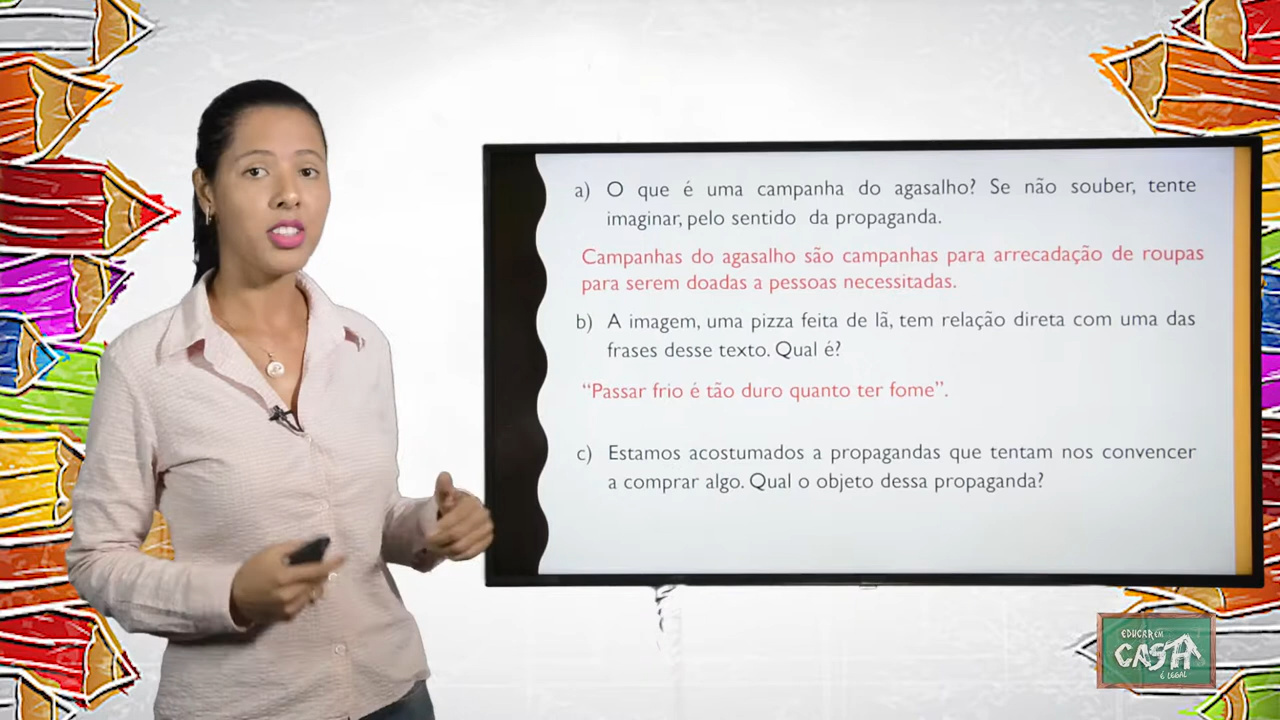 a) O que é uma campanha do agasalho? Se não souber, tente
imaginar, pelo sentido da propaganda.
Campanhas do agasalho são campanhas para arrecadação de roupas
para serem doadas a pessoas necessitadas.
b) A imagem, uma pizza feita de lã, tem relação direta com uma das
frases desse texto. Qual é?
“Passar frio é tão duro quanto ter fome”.
c) Estamos acostumados a propagandas que tentam nos convencer
a comprar algo. Qual o objeto dessa propaganda?
EDUCAR EM
CASA
É LEGAL